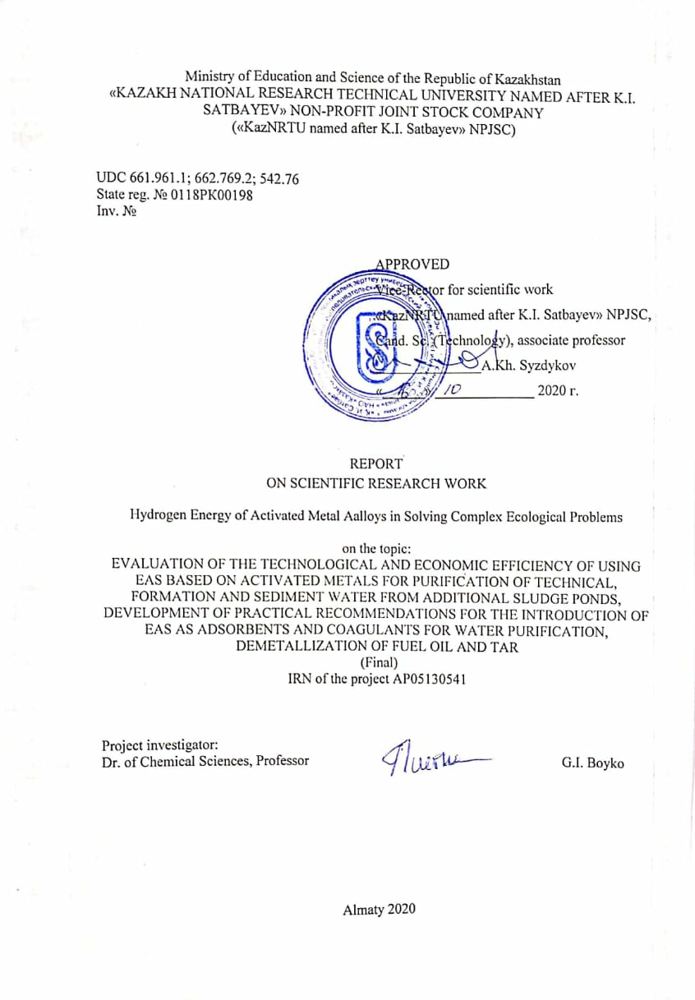 Ministry of Education and Science of the Republic of Kazakhstan
«KAZAKH NATIONAL RESEARCH TECHNICAL UNIVERSITY NAMED AFTER K.I.
SATBAYEV» NON-PROFIT JOINT STOCK COMPANY
(«KazNRTU named after K.I. Satbayev» NPJSC)
UDC 661.961.1; 662.769.2; 542.76
State reg. № 0118РК00198
Inv. №
APPROVED
Vice-Rector for scientific work
«KazNRTU named after K.I. Satbayev» NPJSC,
Cand. Sc. (Technology), associate professor
A.Kh. Syzdykov
10 2020 г.
REPORT
ON SCIENTIFIC RESEARCH WORK
Hydrogen Energy of Activated Metal Aalloys in Solving Complex Ecological Problems
on the topic:
EVALUATION OF THE TECHNOLOGICAL AND ECONOMIC EFFICIENCY OF USING
EAS BASED ON ACTIVATED METALS FOR PURIFICATION OF TECHNICAL,
FORMATION AND SEDIMENT WATER FROM ADDITIONAL SLUDGE PONDS,
DEVELOPMENT OF PRACTICAL RECOMMENDATIONS FOR THE INTRODUCTION OF
EAS AS ADSORBENTS AND COAGULANTS FOR WATER PURIFICATION,
DEMETALLIZATION OF FUEL OIL AND TAR
(Final)
IRN of the project AP05130541
Project investigator:
Dr. of Chemical Sciences, Professor G.I. Boyko
Almaty 2020